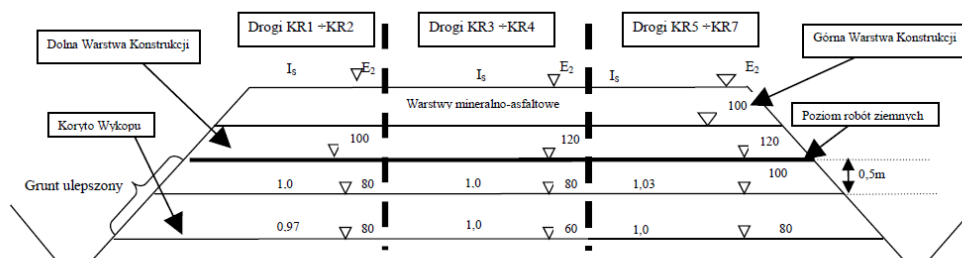 Drogi KR1 ÷KR2
Drogi KR3 ÷KR4
Drogi KR5 ÷KR7
Dolna Warstwa Konstrukcji
Górna Warstwa Konstrukcji
Is E2 Is E2 Is E2
Warstwy mineralno-asfaltowe
100
Koryto Wykopu
Poziom robót ziemnych
100 120 120
Grunt ulepszony
100
0,5m
1.0 80 1.0 80 1,03
0.97 80 1,0 60 1,0 80